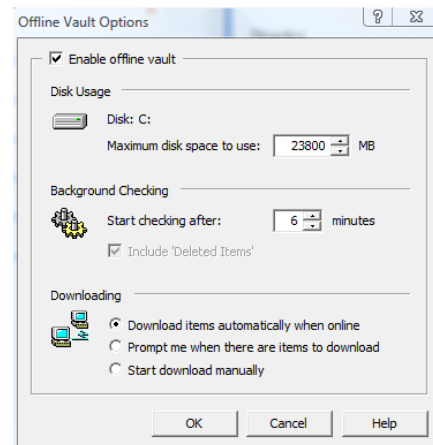 Offline Vault Options
Enable offline vault
Disk Usage
Disk: C:
Maximum disk space to use: 23800 MB
Background Checking
Start checking after: 6 minutes
Include 'Deleted Items'
Downloading
Download items automatically when online
Prompt me when there are items to download
Start download manually
OK Cancel Help